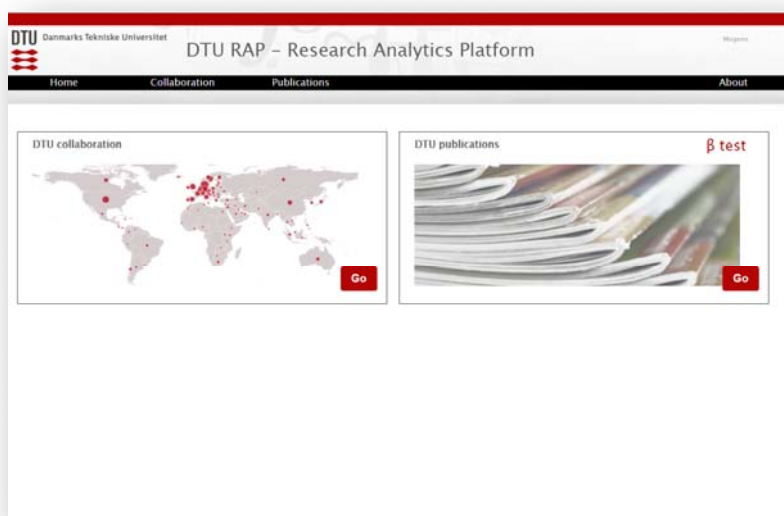 DTU Danmarks Tekniske Universitet
DTU RAP – Research Analytics Platform
Mogens
Home Collaboration Publications About
DTU collaboration
Go
DTU publications
β test
Go